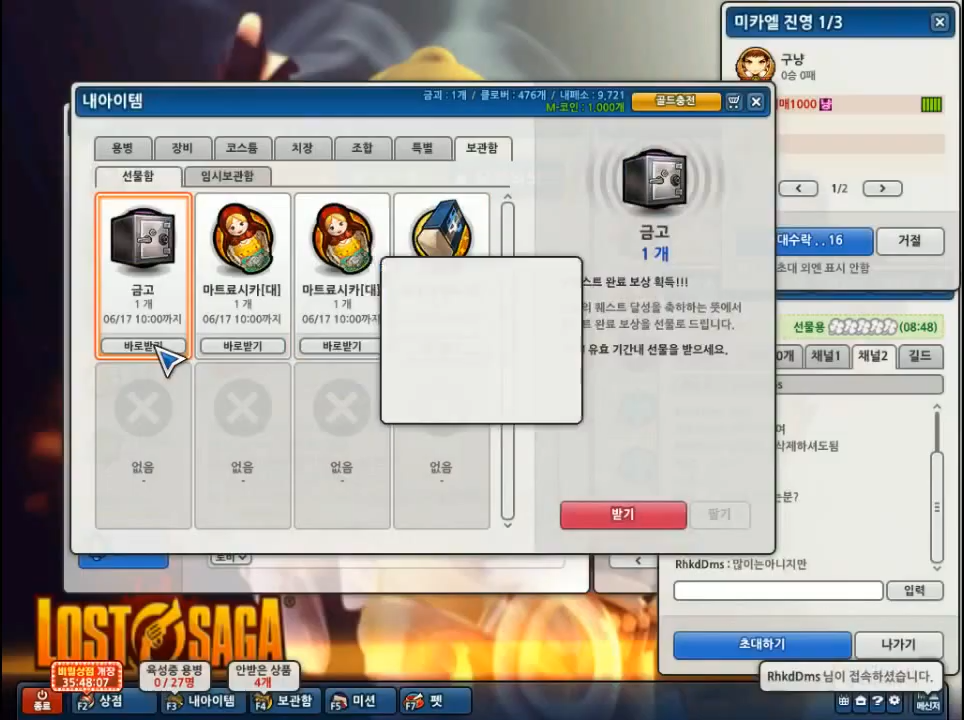 미카엘 진영 1/3
구냥
0승 0패
매1000
1/2
대수락 . . 16
거절
초대 외엔 표시 안함
내아이템
금괴 : 1개 / 클로버 : 476개 / 내페소 : 9,721
M-코인 : 1,000개
골드충전
용병
장비
코스튬
치장
조합
특별
보관함
선물함
임시보관함
금고
1 개
06/17 10:00까지
바로받기
마트료시카[대]
1 개
06/17 10:00까지
바로받기
마트료시카[대]
1 개
06/17 10:00까지
바로받기
없음
-
없음
-
없음
-
없음
-
금고
1 개
스트 완료 보상 획득!!!
의 퀘스트 달성을 축하하는 뜻에서
트 완료 보상을 선물로 드립니다.
유효 기간내 선물을 받으세요.
받기
팔기
선물용
(08:48)
0개
채널1
채널2
길드
삭제하셔도됨
는분?
RhkdDms : 많이는아니지만
입력
초대하기
나가기
RhkdDms 님이 접속하셨습니다.
로비
LOST SAGA
비밀상점 개장
35:48:07
육성중 용병
0 / 27명
안받은 상품
4개
종료
F2 상점
F3 내아이템
F4 보관함
F5 미션
F7 펫
메신저